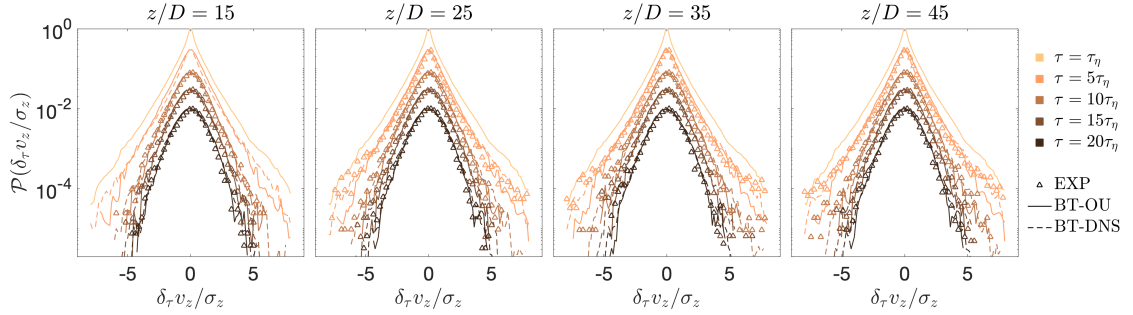 z/D = 15
z/D = 25
z/D = 35
z/D = 45
10^0
10^{-2}
10^{-4}
P(δ_τ v_z/σ_z)
-5 0 5
-5 0 5
-5 0 5
-5 0 5
δ_τ v_z/σ_z
δ_τ v_z/σ_z
δ_τ v_z/σ_z
δ_τ v_z/σ_z
τ = τ_η
τ = 5τ_η
τ = 10τ_η
τ = 15τ_η
τ = 20τ_η
EXP
BT-OU
BT-DNS